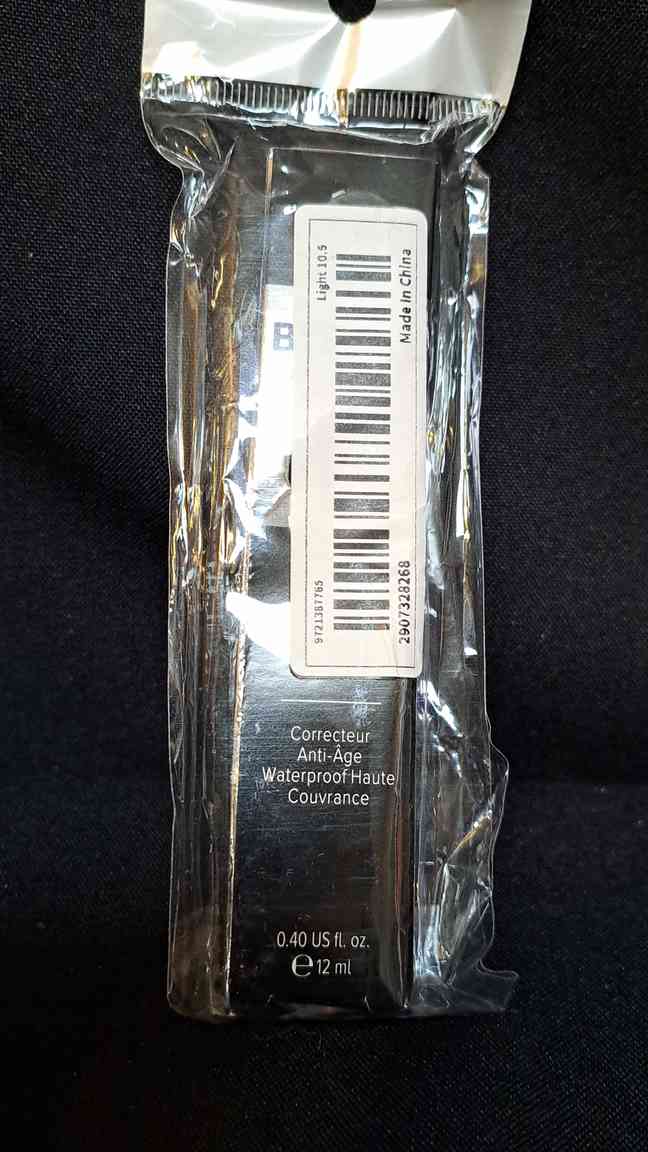 Light 10.5
Made In China
B
9721387765
2907328268
Correcteur
Anti-Âge
Waterproof Haute
Couvrance
0.40 US fl. oz.
℮ 12 ml